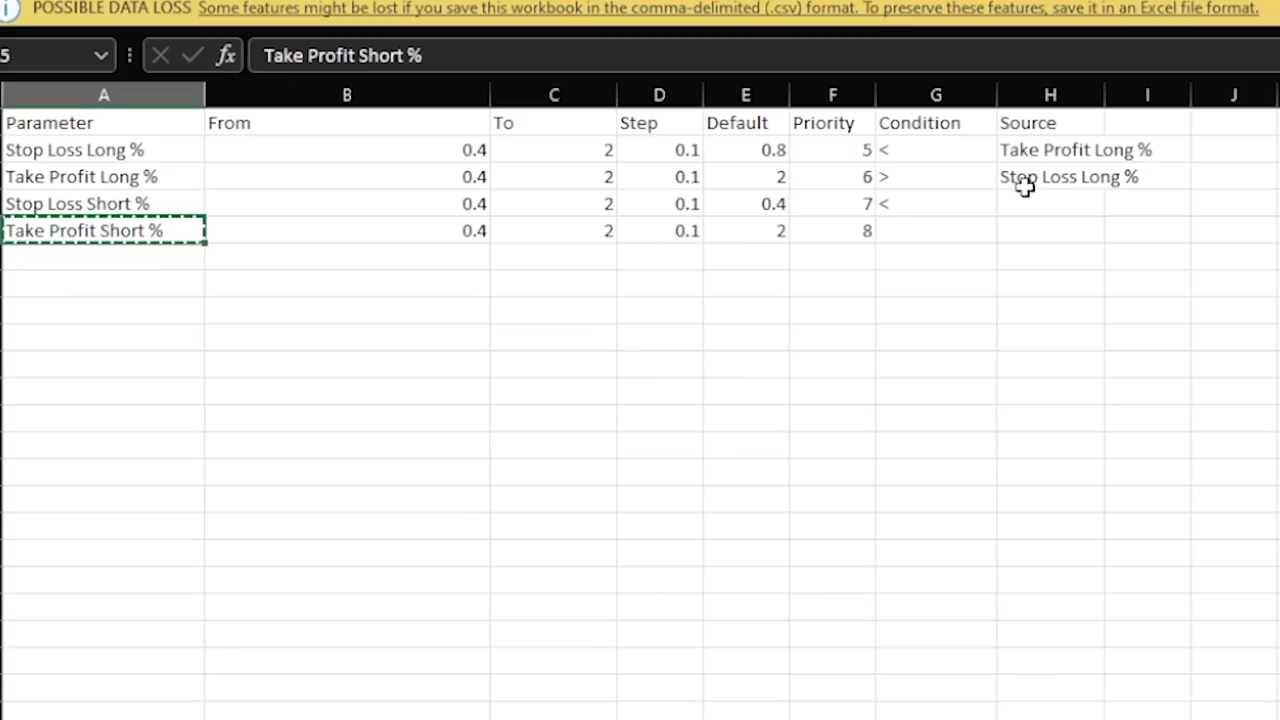 POSSIBLE DATA LOSS Some features might be lost if you save this workbook in the comma-delimited (.csv) format. To preserve these features, save it in an Excel file format.
5 fx Take Profit Short %
A B C D E F G H I J
Parameter From To Step Default Priority Condition Source
Stop Loss Long % 0.4 2 0.1 0.8 5 < Take Profit Long %
Take Profit Long % 0.4 2 0.1 2 6 > Stop Loss Long %
Stop Loss Short % 0.4 2 0.1 0.4 7 <
Take Profit Short % 0.4 2 0.1 2 8